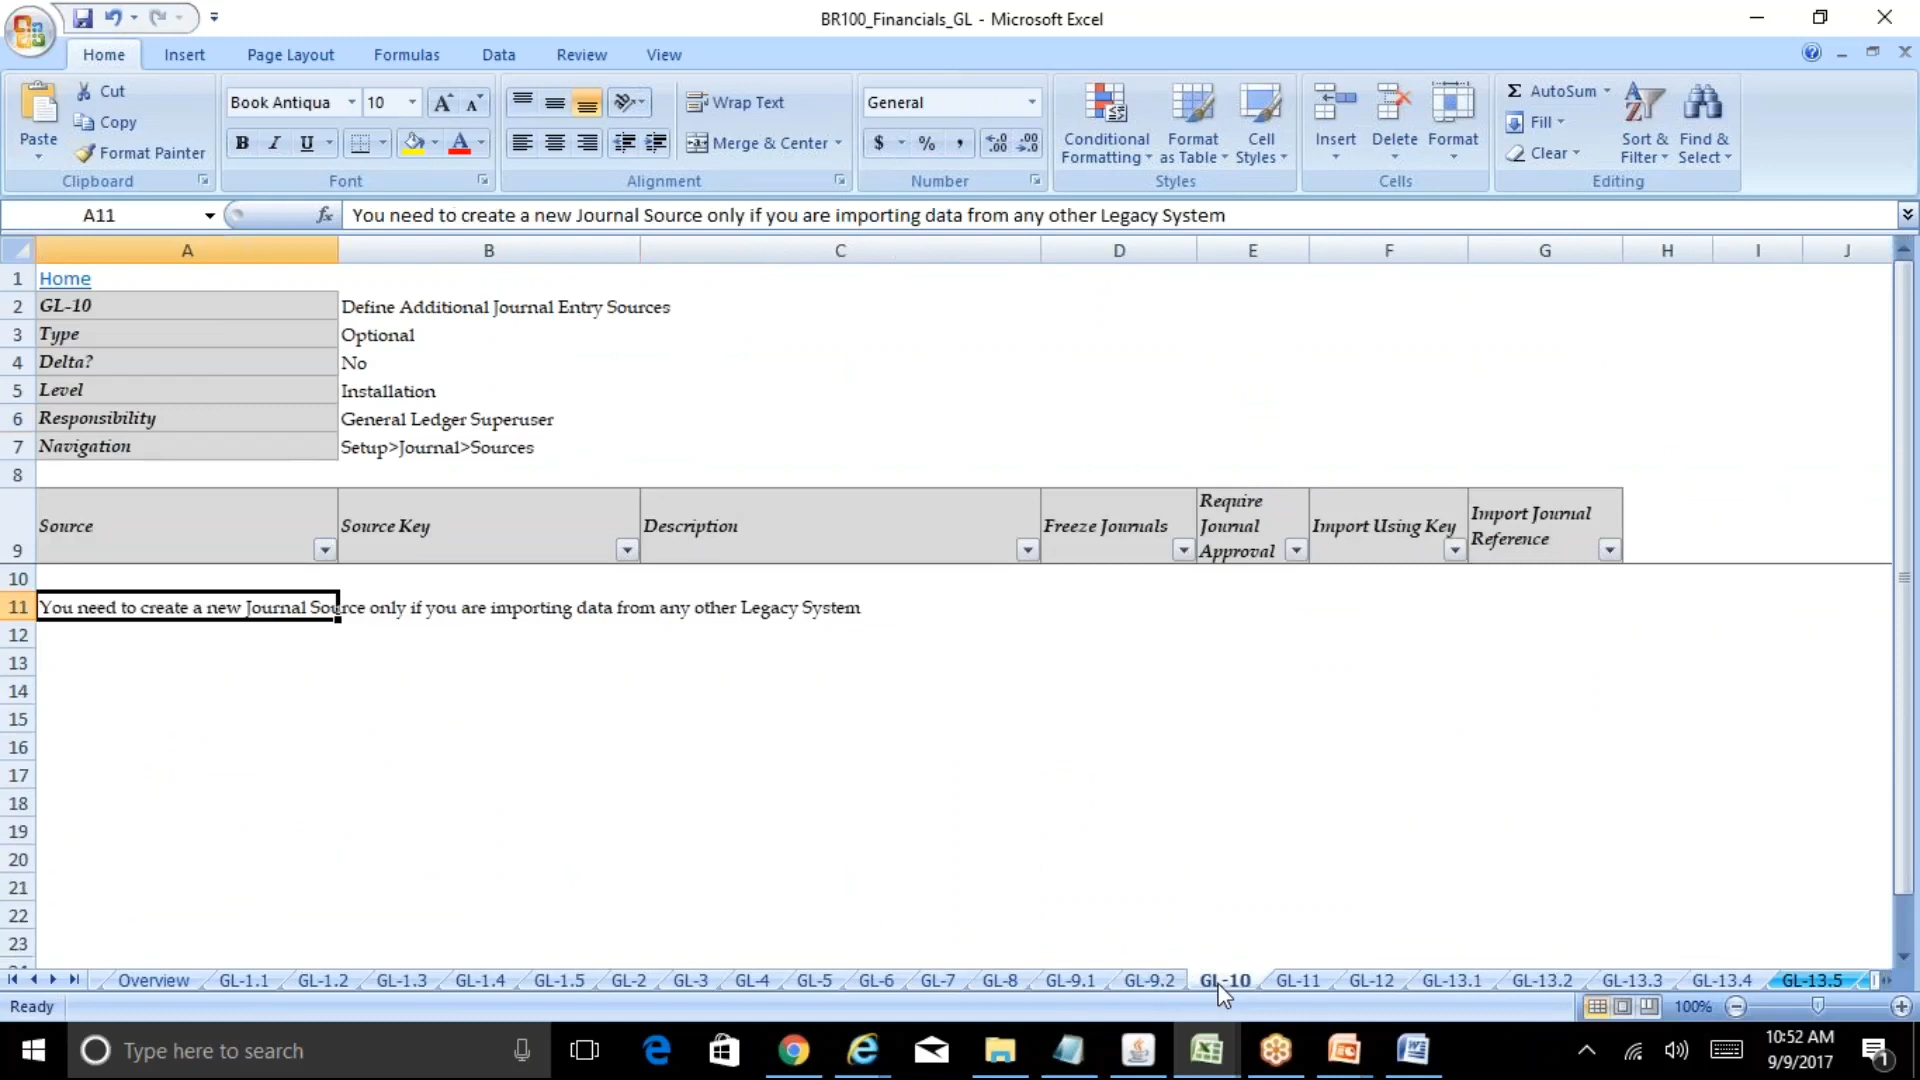 BR100_Financials_GL - Microsoft Excel
Home Insert Page Layout Formulas Data Review View
Paste
Cut
Copy
Format Painter
Clipboard
Book Antiqua 10
B I U
Font
Wrap Text
Merge & Center
Alignment
General
$ % ,
Number
Conditional Formatting
Format as Table
Cell Styles
Styles
Insert Delete Format
Cells
Σ AutoSum
Fill
Clear
Sort & Filter
Find & Select
Editing
A11 fx You need to create a new Journal Source only if you are importing data from any other Legacy System
A B C D E F G H I J
1 Home
2 GL-10 Define Additional Journal Entry Sources
3 Type Optional
4 Delta? No
5 Level Installation
6 Responsibility General Ledger Superuser
7 Navigation Setup>Journal>Sources
8
9 Source Source Key Description Freeze Journals Require Journal Approval Import Using Key Import Journal Reference
10
11 You need to create a new Journal Source only if you are importing data from any other Legacy System
12
13
14
15
16
17
18
19
20
21
22
23
Overview GL-1.1 GL-1.2 GL-1.3 GL-1.4 GL-1.5 GL-2 GL-3 GL-4 GL-5 GL-6 GL-7 GL-8 GL-9.1 GL-9.2 GL-10 GL-11 GL-12 GL-13.1 GL-13.2 GL-13.3 GL-13.4 GL-13.5
Ready 100%
Type here to search
10:52 AM
9/9/2017
1